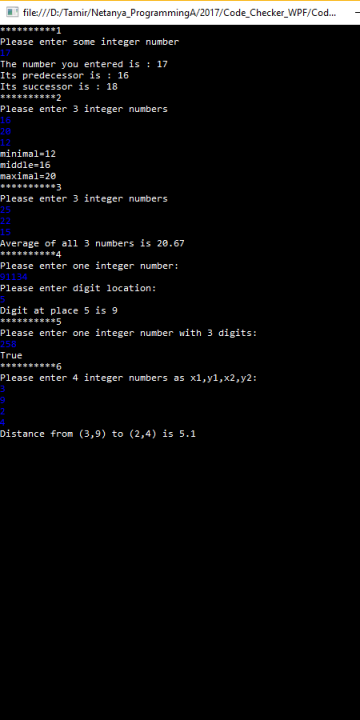 file:///D:/Tamir/Netanya_ProgrammingA/2017/Code_Checker_WPF/Cod...
**********1
Please enter some integer number
17
The number you entered is : 17
Its predecessor is : 16
Its successor is : 18
**********2
Please enter 3 integer numbers
16
20
12
minimal=12
middle=16
maximal=20
**********3
Please enter 3 integer numbers
25
22
15
Average of all 3 numbers is 20.67
**********4
Please enter one integer number:
Please enter digit location:
5
Digit at place 5 is 9
**********5
Please enter one integer number with 3 digits:
258
True
**********6
Please enter 4 integer numbers as x1,y1,x2,y2:
3
9
2
4
Distance from (3,9) to (2,4) is 5.1